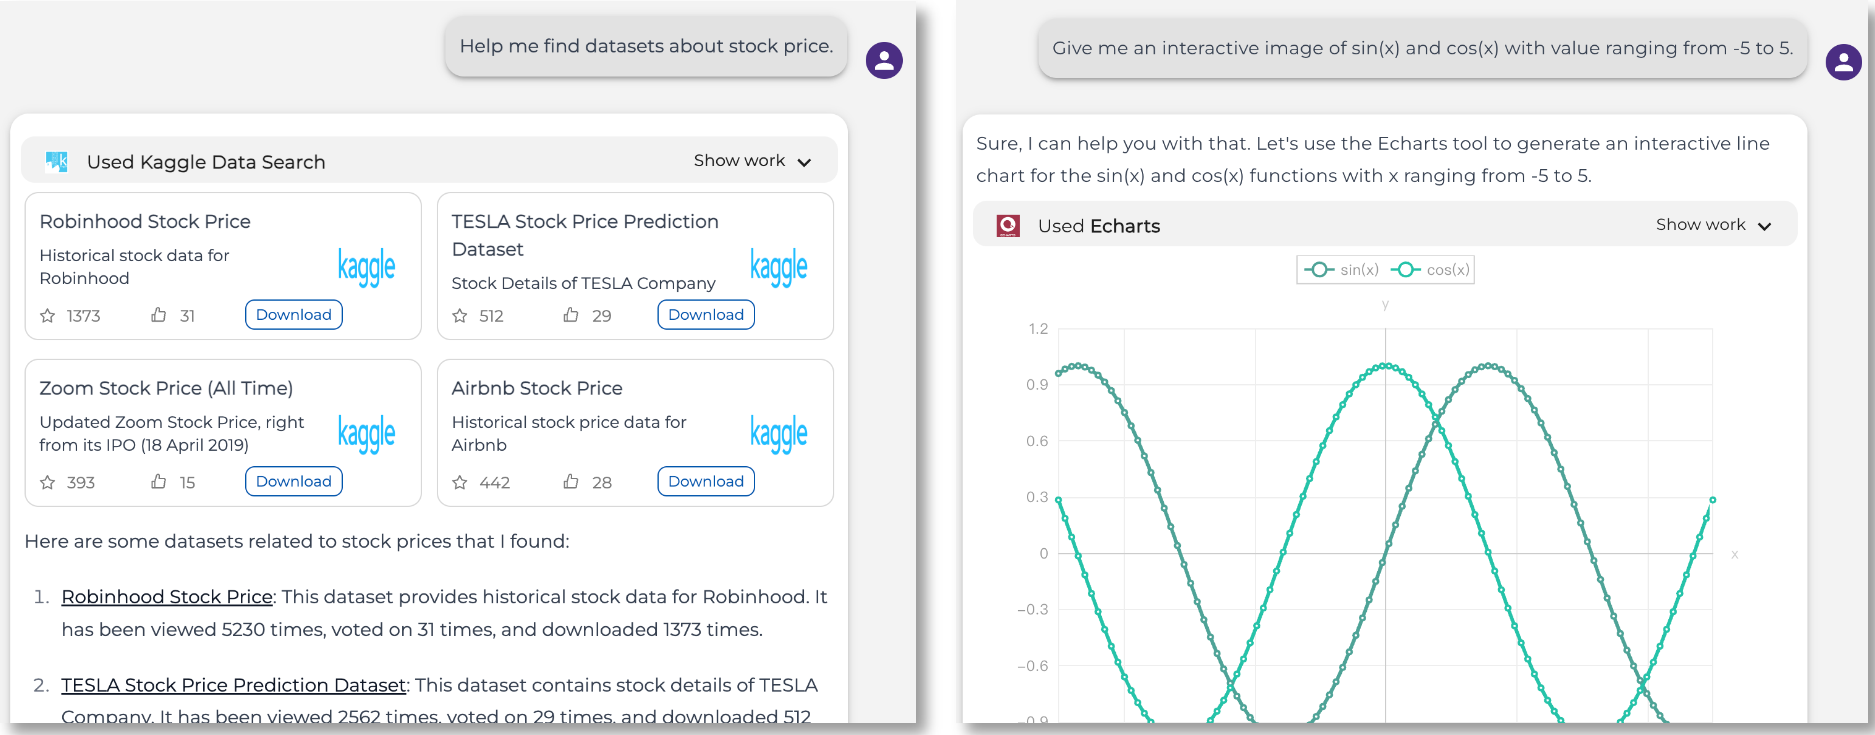 Help me find datasets about stock price.
Used Kaggle Data Search
Show work
Robinhood Stock Price
Historical stock data for
Robinhood
kaggle
1373
31
Download
TESLA Stock Price Prediction
Dataset
Stock Details of TESLA Company
kaggle
512
29
Download
Zoom Stock Price (All Time)
Updated Zoom Stock Price, right
from its IPO (18 April 2019)
kaggle
393
15
Download
Airbnb Stock Price
Historical stock price data for
Airbnb
kaggle
442
28
Download
Here are some datasets related to stock prices that I found:
1. Robinhood Stock Price: This dataset provides historical stock data for Robinhood. It
has been viewed 5230 times, voted on 31 times, and downloaded 1373 times.
2. TESLA Stock Price Prediction Dataset: This dataset contains stock details of TESLA
Company. It has been viewed 2562 times, voted on 29 times, and downloaded 512
Give me an interactive image of sin(x) and cos(x) with value ranging from -5 to 5.
Sure, I can help you with that. Let's use the Echarts tool to generate an interactive line
chart for the sin(x) and cos(x) functions with x ranging from -5 to 5.
Used Echarts
Show work
sin(x) cos(x)
y
1.2
0.9
0.6
0.3
0
x
−0.3
−0.6
−0.9